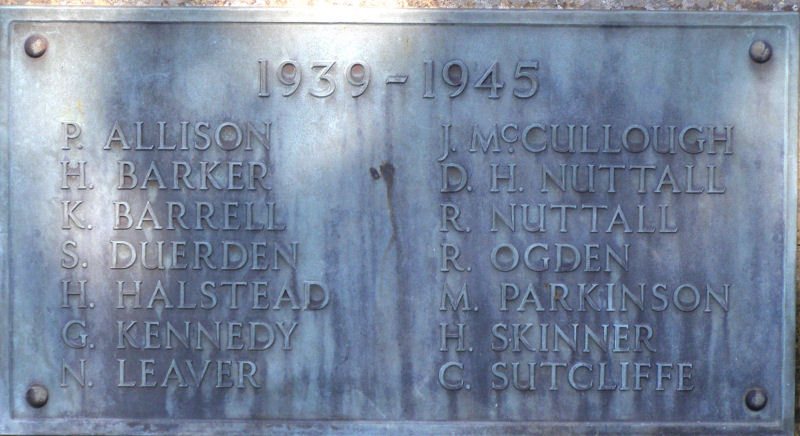 1939-1945
P. ALLISON
H. BARKER
K. BARRELL
S. DUERDEN
H. HALSTEAD
G. KENNEDY
N. LEAVER
J. McCULLOUGH
D. H. NUTTALL
R. NUTTALL
R. OGDEN
M. PARKINSON
H. SKINNER
C. SUTCLIFFE